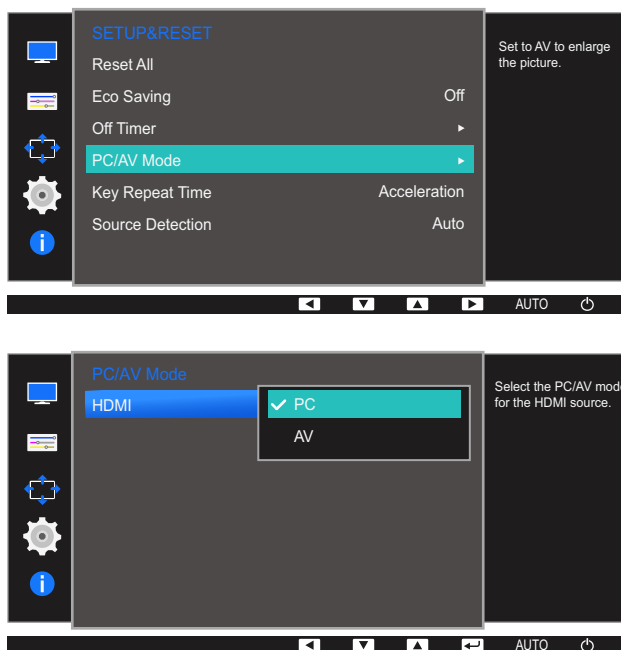 SETUP&RESET
Reset All
Eco Saving Off
Off Timer
PC/AV Mode
Key Repeat Time Acceleration
Source Detection Auto
Set to AV to enlarge
the picture.
AUTO
PC/AV Mode
HDMI
PC
AV
Select the PC/AV mod
for the HDMI source.
AUTO